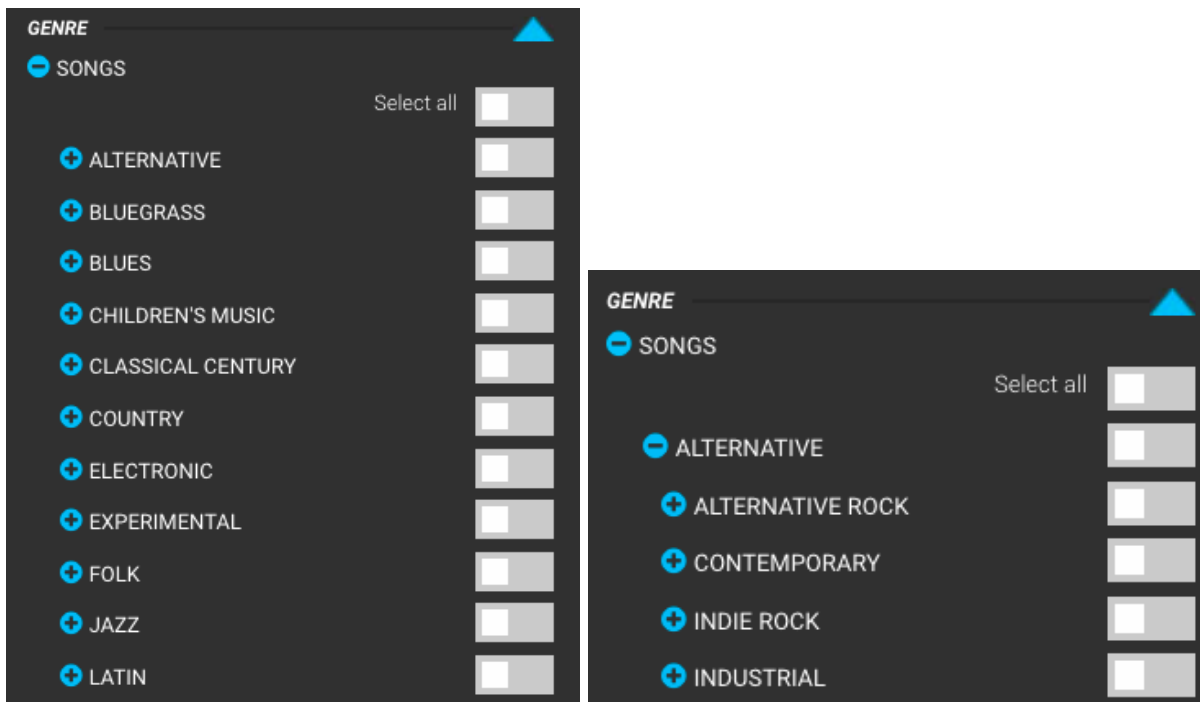 GENRE
SONGS
Select all
ALTERNATIVE
BLUEGRASS
BLUES
CHILDREN'S MUSIC
CLASSICAL CENTURY
COUNTRY
ELECTRONIC
EXPERIMENTAL
FOLK
JAZZ
LATIN
GENRE
SONGS
Select all
ALTERNATIVE
ALTERNATIVE ROCK
CONTEMPORARY
INDIE ROCK
INDUSTRIAL